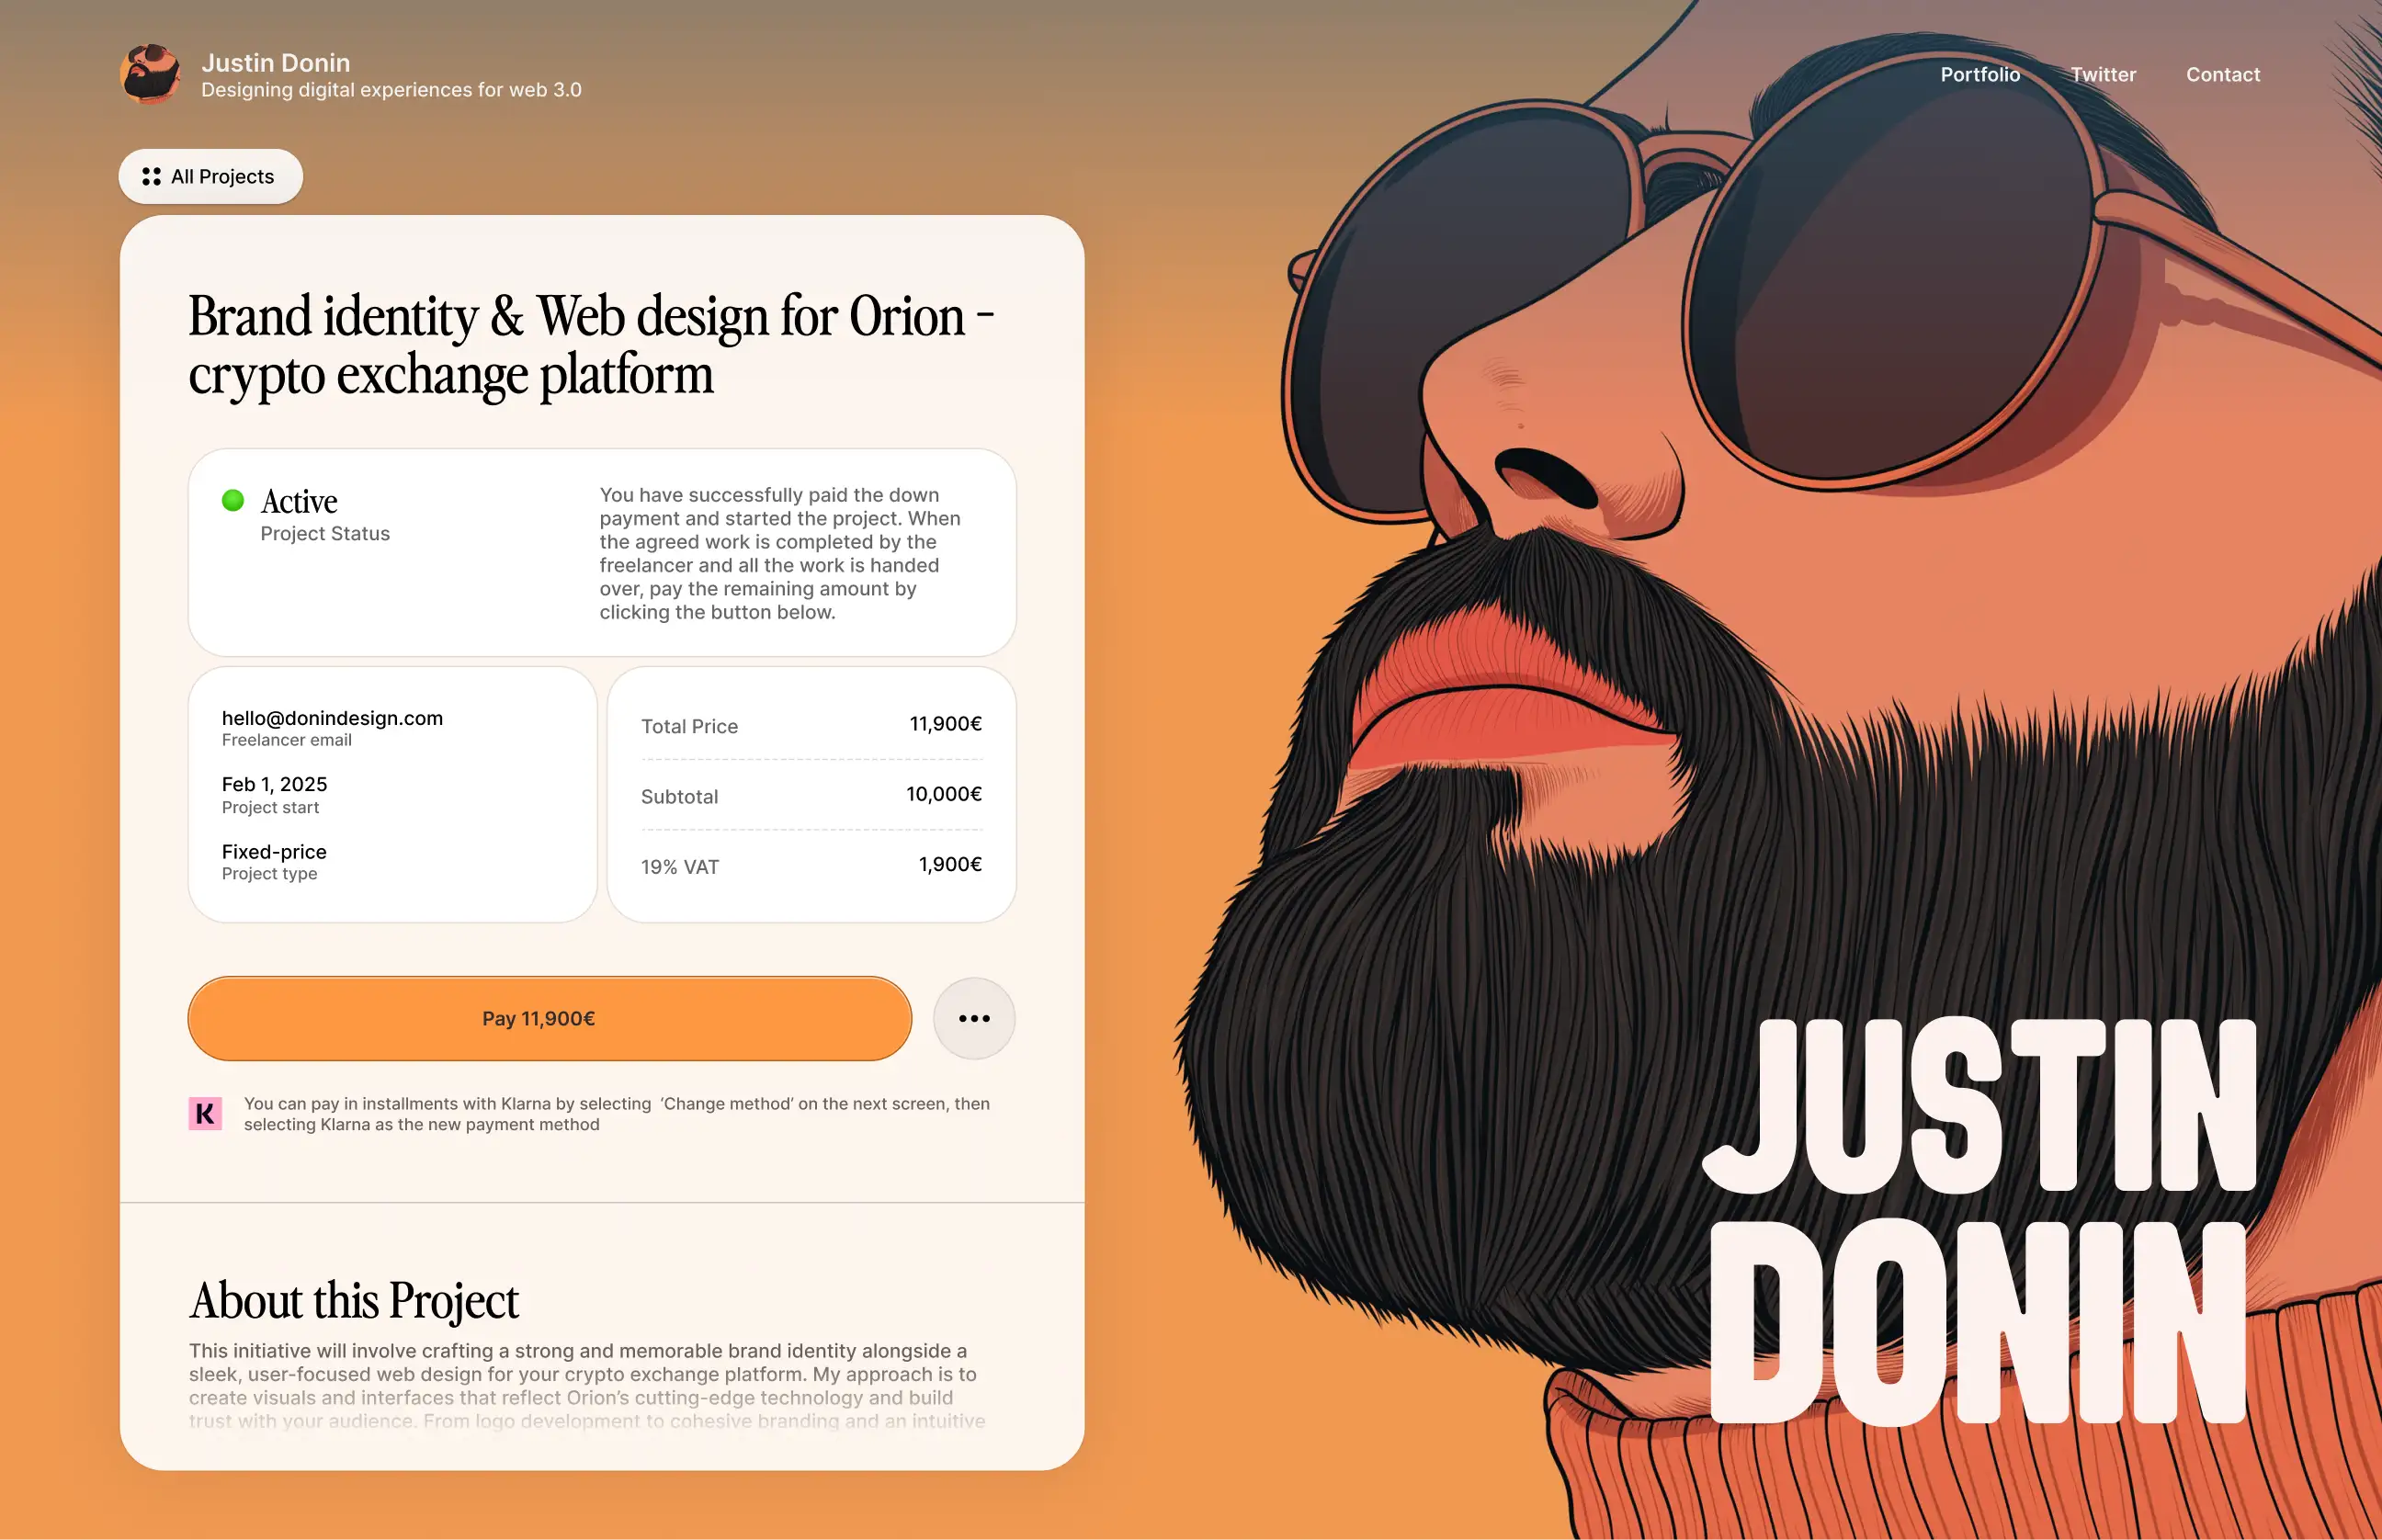 Justin Donin
Designing digital experiences for web 3.0
Portfolio
Twitter
Contact
All Projects
Brand identity & Web design for Orion –
crypto exchange platform
Active
Project Status
You have successfully paid the down
payment and started the project. When
the agreed work is completed by the
freelancer and all the work is handed
over, pay the remaining amount by
clicking the button below.
hello@donindesign.com
Freelancer email
Feb 1, 2025
Project start
Fixed-price
Project type
Total Price 11,900€
Subtotal 10,000€
19% VAT 1,900€
Pay 11,900€
K
You can pay in installments with Klarna by selecting ‘Change method’ on the next screen, then
selecting Klarna as the new payment method
About this Project
This initiative will involve crafting a strong and memorable brand identity alongside a
sleek, user-focused web design for your crypto exchange platform. My approach is to
create visuals and interfaces that reflect Orion’s cutting-edge technology and build
trust with your audience. From logo development to cohesive branding and an intuitive
JUSTIN
DONIN